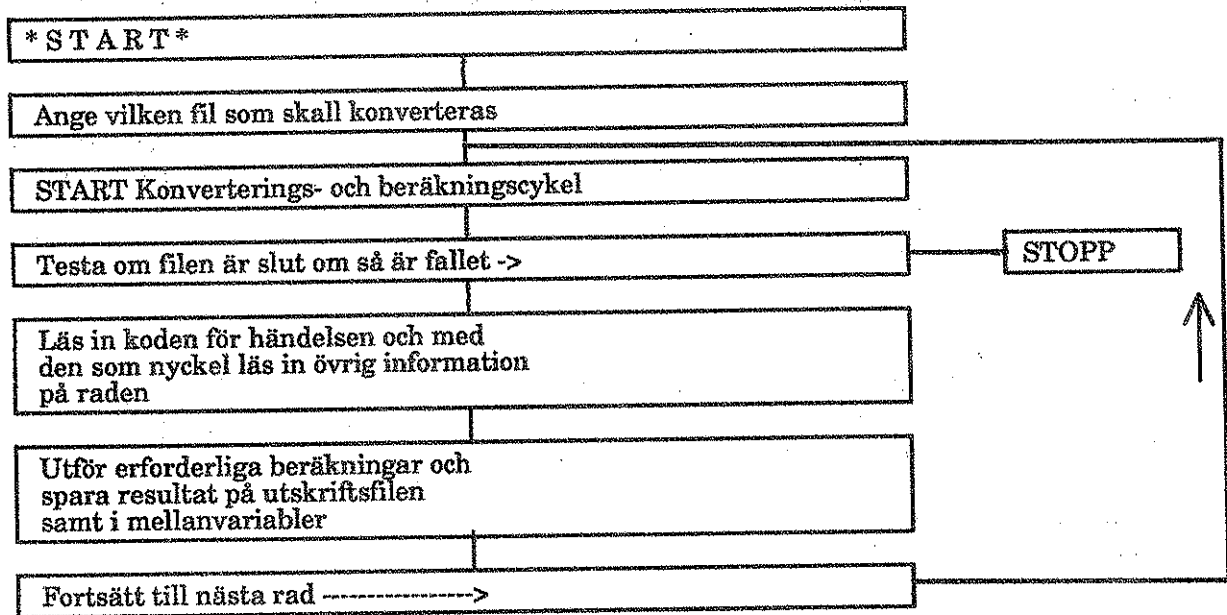 *START*
Ange vilken fil som skall konverteras
START Konverterings- och beräkningscykel
Testa om filen är slut om så är fallet ->
STOPP
Läs in koden för händelsen och med
den som nyckel läs in övrig information
på raden
Utför erforderliga beräkningar och
spara resultat på utskriftsfilen
samt i mellanvariabler
Fortsätt till nästa rad ----------------->